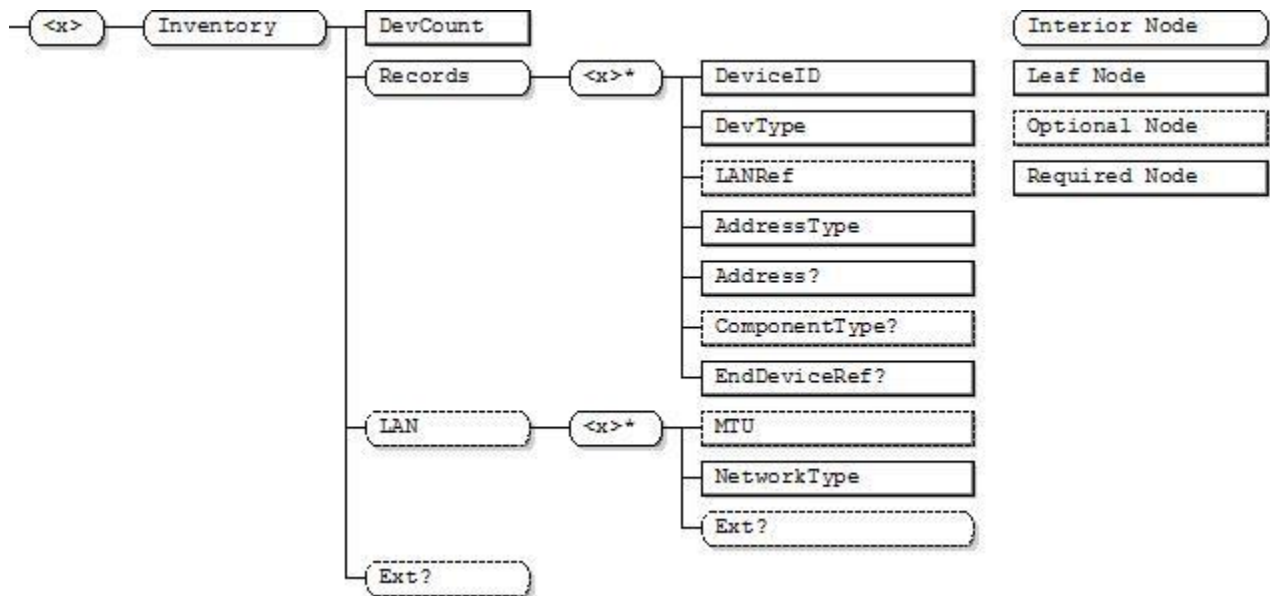 <x> Inventory DevCount Interior Node
Records <x>* DeviceID Leaf Node
DevType Optional Node
LANRef Required Node
AddressType
Address?
ComponentType?
EndDeviceRef?
LAN <x>* MTU
NetworkType
Ext?
Ext?